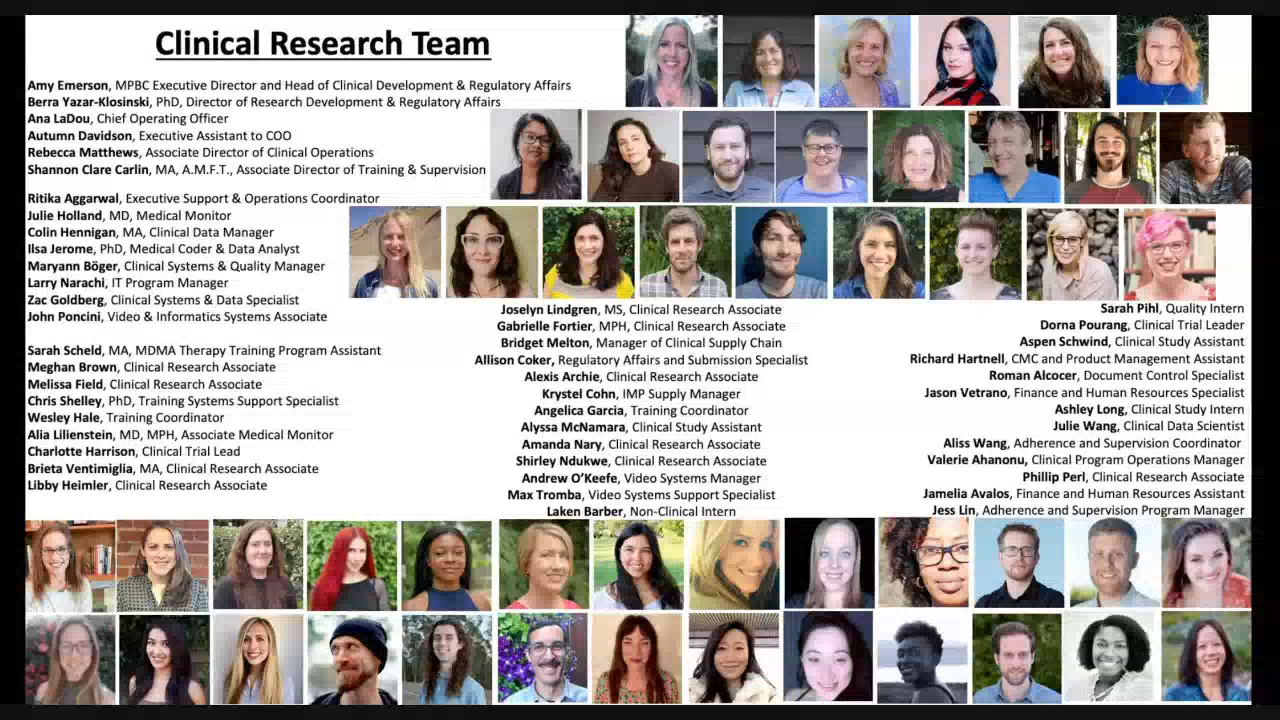 Clinical Research Team
Amy Emerson, MPBC Executive Director and Head of Clinical Development & Regulatory Affairs
Berra Yazar-Klosinski, PhD, Director of Research Development & Regulatory Affairs
Ana LaDou, Chief Operating Officer
Autumn Davidson, Executive Assistant to COO
Rebecca Matthews, Associate Director of Clinical Operations
Shannon Clare Carlin, MA, A.M.F.T., Associate Director of Training & Supervision
Ritika Aggarwal, Executive Support & Operations Coordinator
Julie Holland, MD, Medical Monitor
Colin Hennigan, MA, Clinical Data Manager
Ilsa Jerome, PhD, Medical Coder & Data Analyst
Maryann Böger, Clinical Systems & Quality Manager
Larry Narachi, IT Program Manager
Zac Goldberg, Clinical Systems & Data Specialist
John Poncini, Video & Informatics Systems Associate
Sarah Scheld, MA, MDMA Therapy Training Program Assistant
Meghan Brown, Clinical Research Associate
Melissa Field, Clinical Research Associate
Chris Shelley, PhD, Training Systems Support Specialist
Wesley Hale, Training Coordinator
Alia Lilienstein, MD, MPH, Associate Medical Monitor
Charlotte Harrison, Clinical Trial Lead
Brieta Ventimiglia, MA, Clinical Research Associate
Libby Heimler, Clinical Research Associate
Joselyn Lindgren, MS, Clinical Research Associate
Gabrielle Fortier, MPH, Clinical Research Associate
Bridget Melton, Manager of Clinical Supply Chain
Allison Coker, Regulatory Affairs and Submission Specialist
Alexis Archie, Clinical Research Associate
Krystel Cohn, IMP Supply Manager
Angelica Garcia, Training Coordinator
Alyssa McNamara, Clinical Study Assistant
Amanda Nary, Clinical Research Associate
Shirley Ndukwe, Clinical Research Associate
Andrew O'Keefe, Video Systems Manager
Max Tromba, Video Systems Support Specialist
Laken Barber, Non-Clinical Intern
Sarah Pihl, Quality Intern
Dorna Pourang, Clinical Trial Leader
Aspen Schwind, Clinical Study Assistant
Richard Hartnell, CMC and Product Management Assistant
Roman Alcocer, Document Control Specialist
Jason Vetrano, Finance and Human Resources Specialist
Ashley Long, Clinical Study Intern
Julie Wang, Clinical Data Scientist
Aliss Wang, Adherence and Supervision Coordinator
Valerie Ahanonu, Clinical Program Operations Manager
Phillip Perl, Clinical Research Associate
Jamelia Avalos, Finance and Human Resources Assistant
Jess Lin, Adherence and Supervision Program Manager